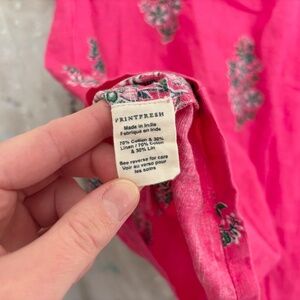 PRINTFRESH
Made in India
Fabriqué en Inde
70% Cotton & 30%
Linen / 70% Coton
& 30% Lin
See reverse for care
Voir au verso pour
les soins